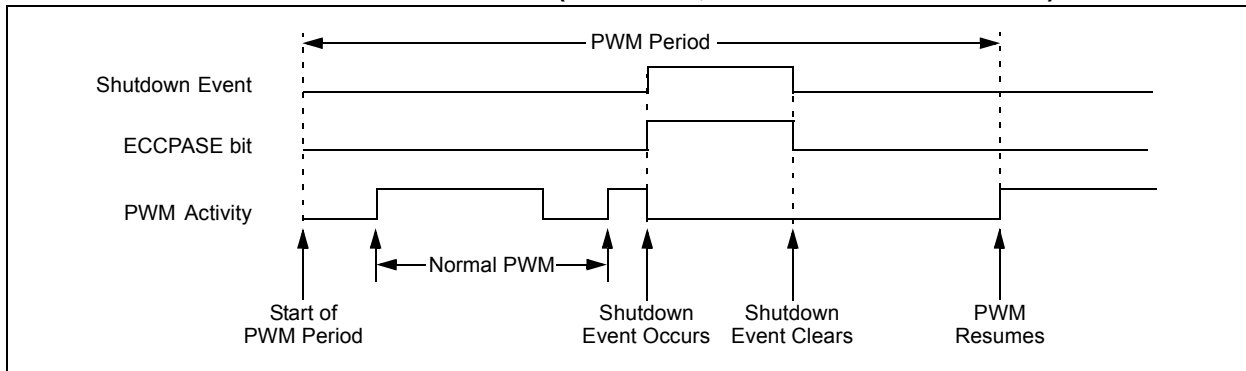 PWM Period
Shutdown Event
ECCPASE bit
PWM Activity
Normal PWM
Start of
PWM Period
Shutdown
Event Occurs
Shutdown
Event Clears
PWM
Resumes